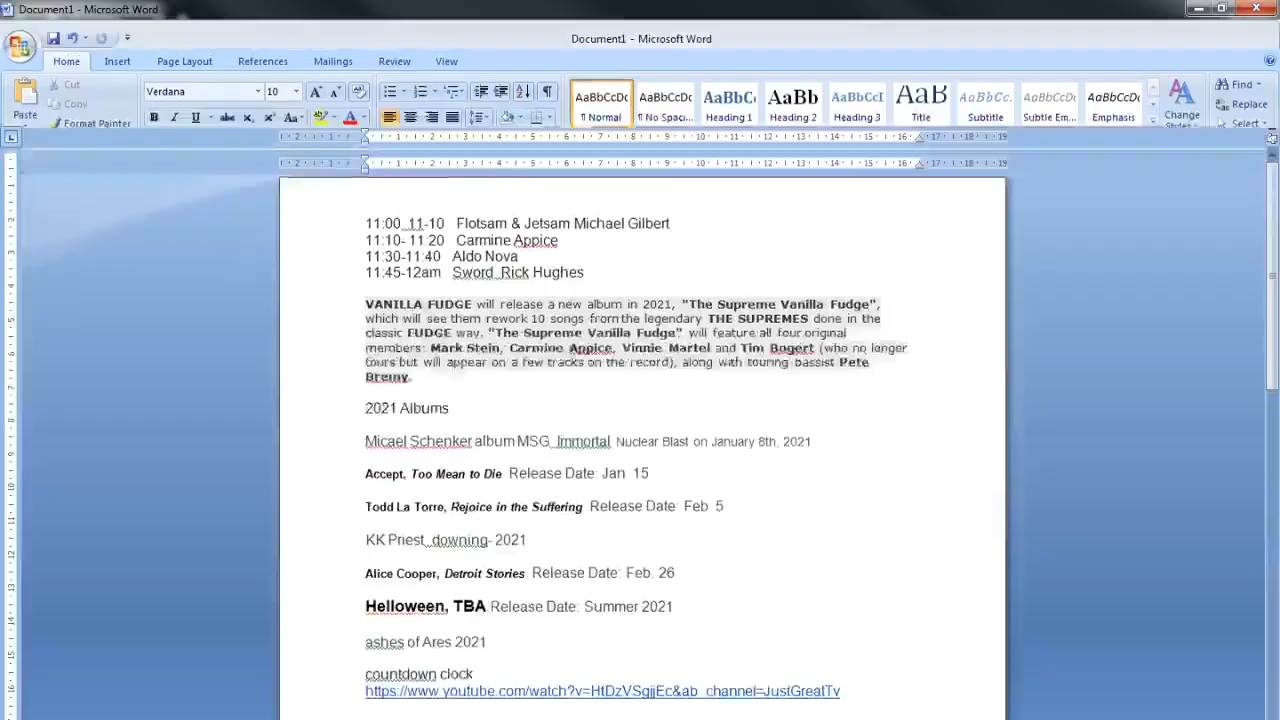 Document1 - Microsoft Word
Document1 - Microsoft Word
Home Insert Page Layout References Mailings Review View
Cut
Copy
Format Painter
Paste
Verdana 10
AaBbCcDc AaBbCcDc AaBbC AaBb AaBbCcI AaB AaBbCc. AaBbCcDc AaBbCcDc
¶ Normal ¶ No Spaci... Heading 1 Heading 2 Heading 3 Title Subtitle Subtle Em... Emphasis
Change
Styles
Find
Replace
Select
11:00 11-10 Flotsam & Jetsam Michael Gilbert
11:10- 11 20 Carmine Appice
11:30-11:40 Aldo Nova
11:45-12am Sword Rick Hughes
VANILLA FUDGE will release a new album in 2021, "The Supreme Vanilla Fudge",
which will see them rework 10 songs from the legendary THE SUPREMES done in the
classic FUDGE way. "The Supreme Vanilla Fudge" will feature all four original
members: Mark Stein, Carmine Appice, Vinnie Martel and Tim Bogert (who no longer
tours but will appear on a few tracks on the record), along with touring bassist Pete
Bremy.
2021 Albums
Micael Schenker album MSG Immortal Nuclear Blast on January 8th, 2021
Accept, Too Mean to Die Release Date: Jan 15
Todd La Torre, Rejoice in the Suffering Release Date: Feb 5
KK Priest downing- 2021
Alice Cooper, Detroit Stories Release Date: Feb. 26
Helloween, TBA Release Date: Summer 2021
ashes of Ares 2021
countdown clock
https://www.youtube.com/watch?v=HtDzVSgjjEc&ab_channel=JustGreatTv